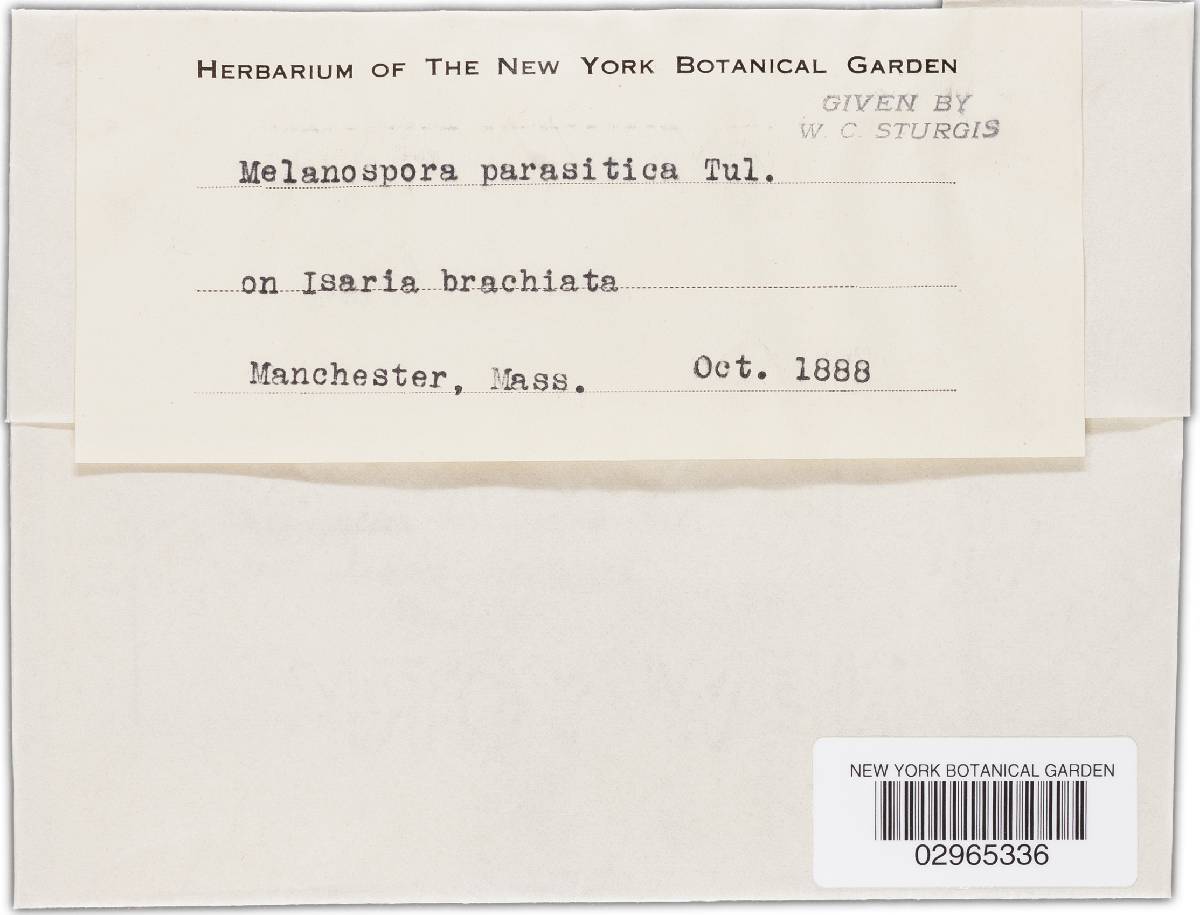 HERBARIUM OF THE NEW YORK BOTANICAL GARDEN
GIVEN BY
W. C. STURGIS
Melanospora parasitica Tul.
on Isaria brachiata
Manchester, Mass. Oct. 1888
NEW YORK BOTANICAL GARDEN
02965336